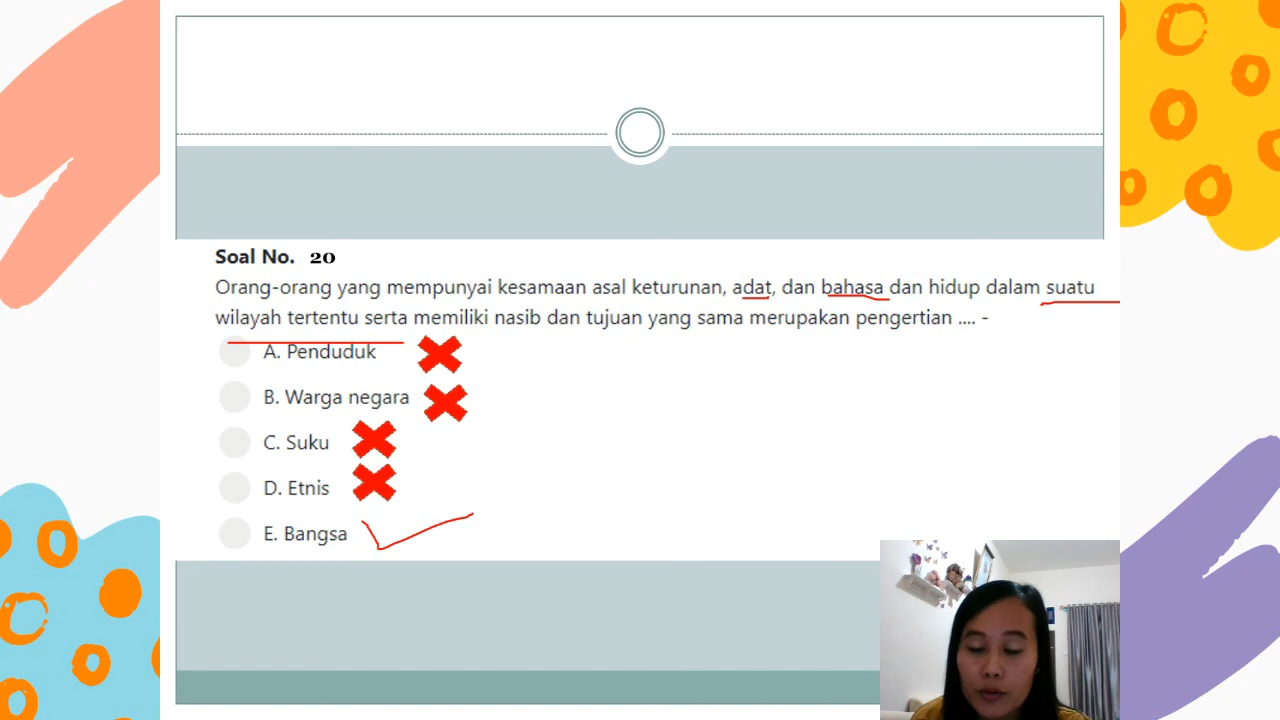 Soal No. 20
Orang-orang yang mempunyai kesamaan asal keturunan, adat, dan bahasa dan hidup dalam suatu
wilayah tertentu serta memiliki nasib dan tujuan yang sama merupakan pengertian .... -
A. Penduduk
B. Warga negara
C. Suku
D. Etnis
E. Bangsa